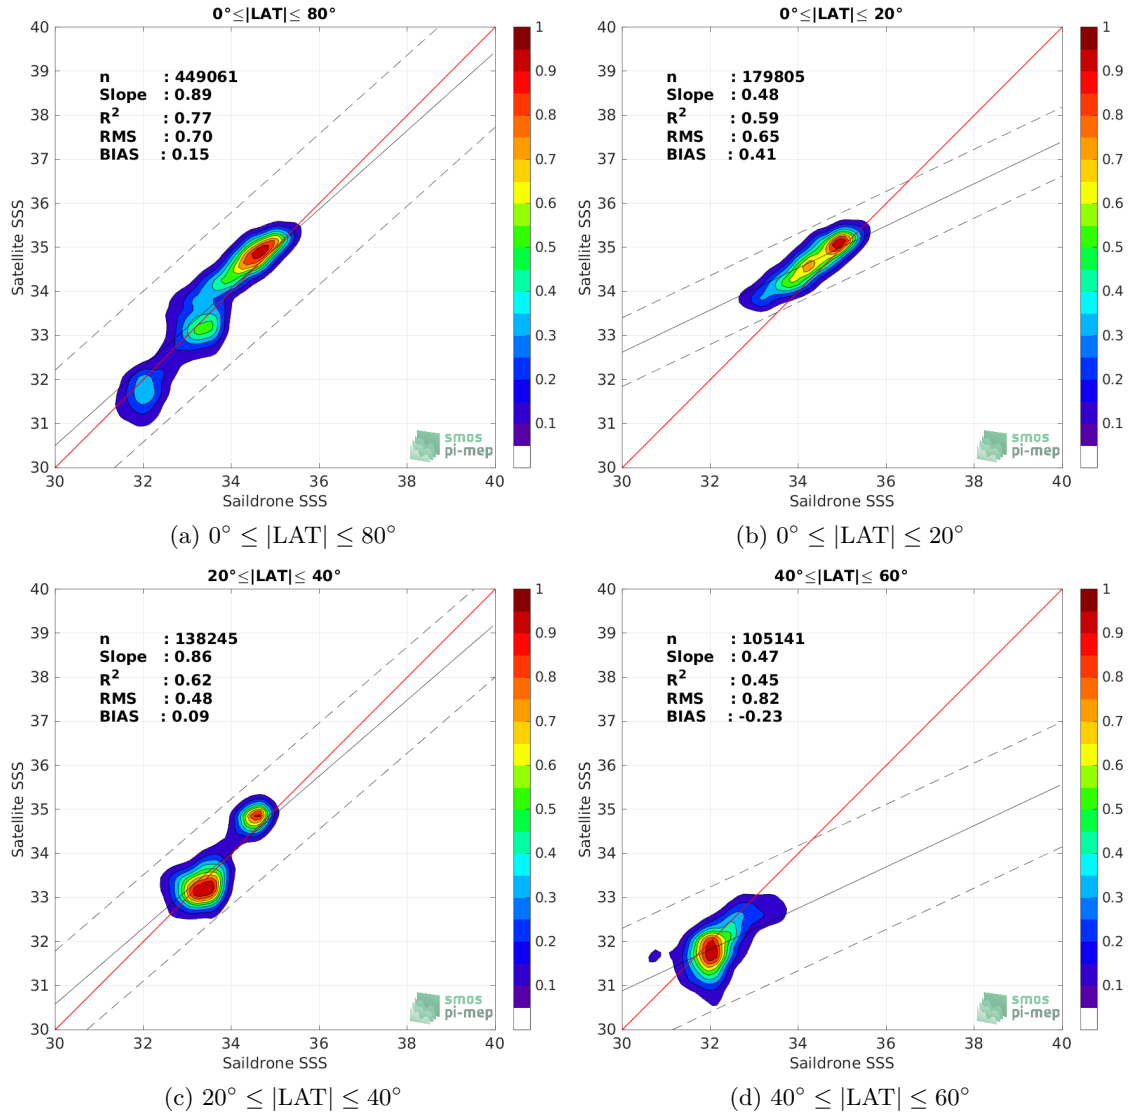 0°≤|LAT|≤ 80°
n : 449061
Slope : 0.89
R² : 0.77
RMS : 0.70
BIAS : 0.15
Satellite SSS
40
39
38
37
36
35
34
33
32
31
30
30 32 34 36 38 40
Saildrone SSS
1
0.9
0.8
0.7
0.6
0.5
0.4
0.3
0.2
0.1
smos
pi-mep
(a) 0° ≤ |LAT| ≤ 80°
0°≤|LAT|≤ 20°
n : 179805
Slope : 0.48
R² : 0.59
RMS : 0.65
BIAS : 0.41
Satellite SSS
40
39
38
37
36
35
34
33
32
31
30
30 32 34 36 38 40
Saildrone SSS
1
0.9
0.8
0.7
0.6
0.5
0.4
0.3
0.2
0.1
smos
pi-mep
(b) 0° ≤ |LAT| ≤ 20°
20°≤|LAT|≤ 40°
n : 138245
Slope : 0.86
R² : 0.62
RMS : 0.48
BIAS : 0.09
Satellite SSS
40
39
38
37
36
35
34
33
32
31
30
30 32 34 36 38 40
Saildrone SSS
1
0.9
0.8
0.7
0.6
0.5
0.4
0.3
0.2
0.1
smos
pi-mep
(c) 20° ≤ |LAT| ≤ 40°
40°≤|LAT|≤ 60°
n : 105141
Slope : 0.47
R² : 0.45
RMS : 0.82
BIAS : -0.23
Satellite SSS
40
39
38
37
36
35
34
33
32
31
30
30 32 34 36 38 40
Saildrone SSS
1
0.9
0.8
0.7
0.6
0.5
0.4
0.3
0.2
0.1
smos
pi-mep
(d) 40° ≤ |LAT| ≤ 60°